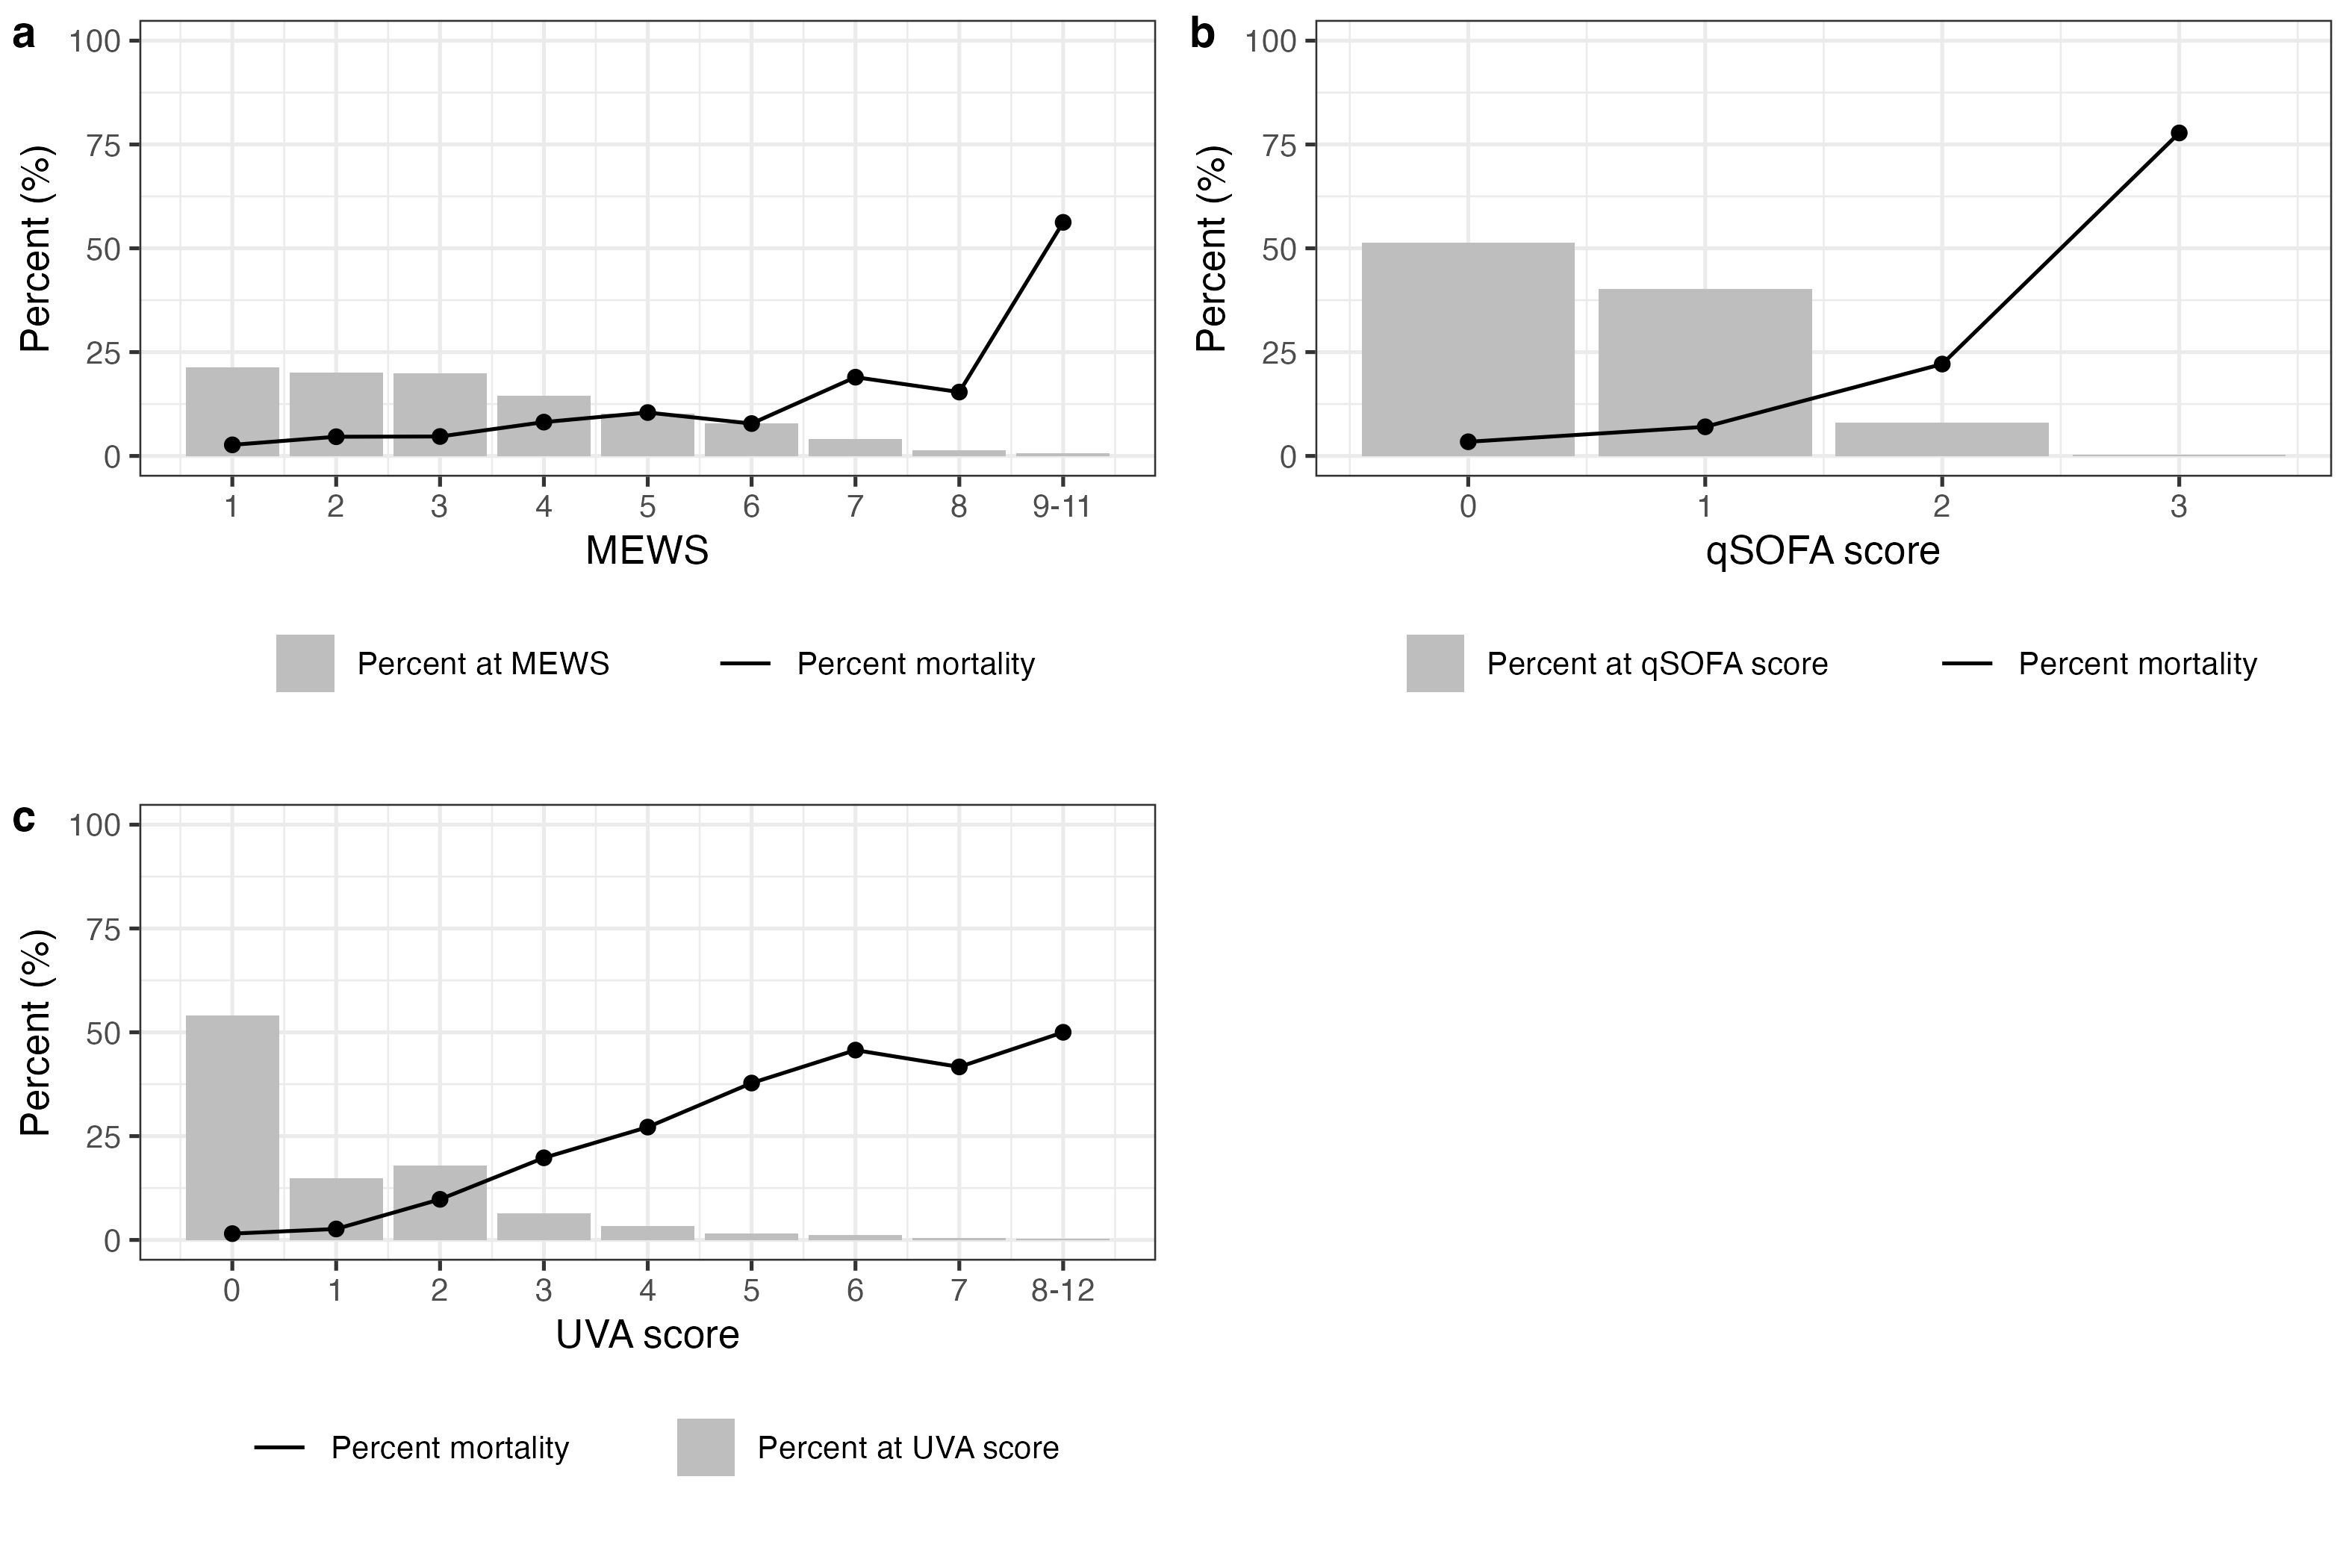 a
Percent (%)
100
75
50
25
0
1 2 3 4 5 6 7 8 9-11
MEWS
Percent at MEWS Percent mortality
b
Percent (%)
100
75
50
25
0
0 1 2 3
qSOFA score
Percent at qSOFA score Percent mortality
c
Percent (%)
100
75
50
25
0
0 1 2 3 4 5 6 7 8-12
UVA score
Percent mortality Percent at UVA score